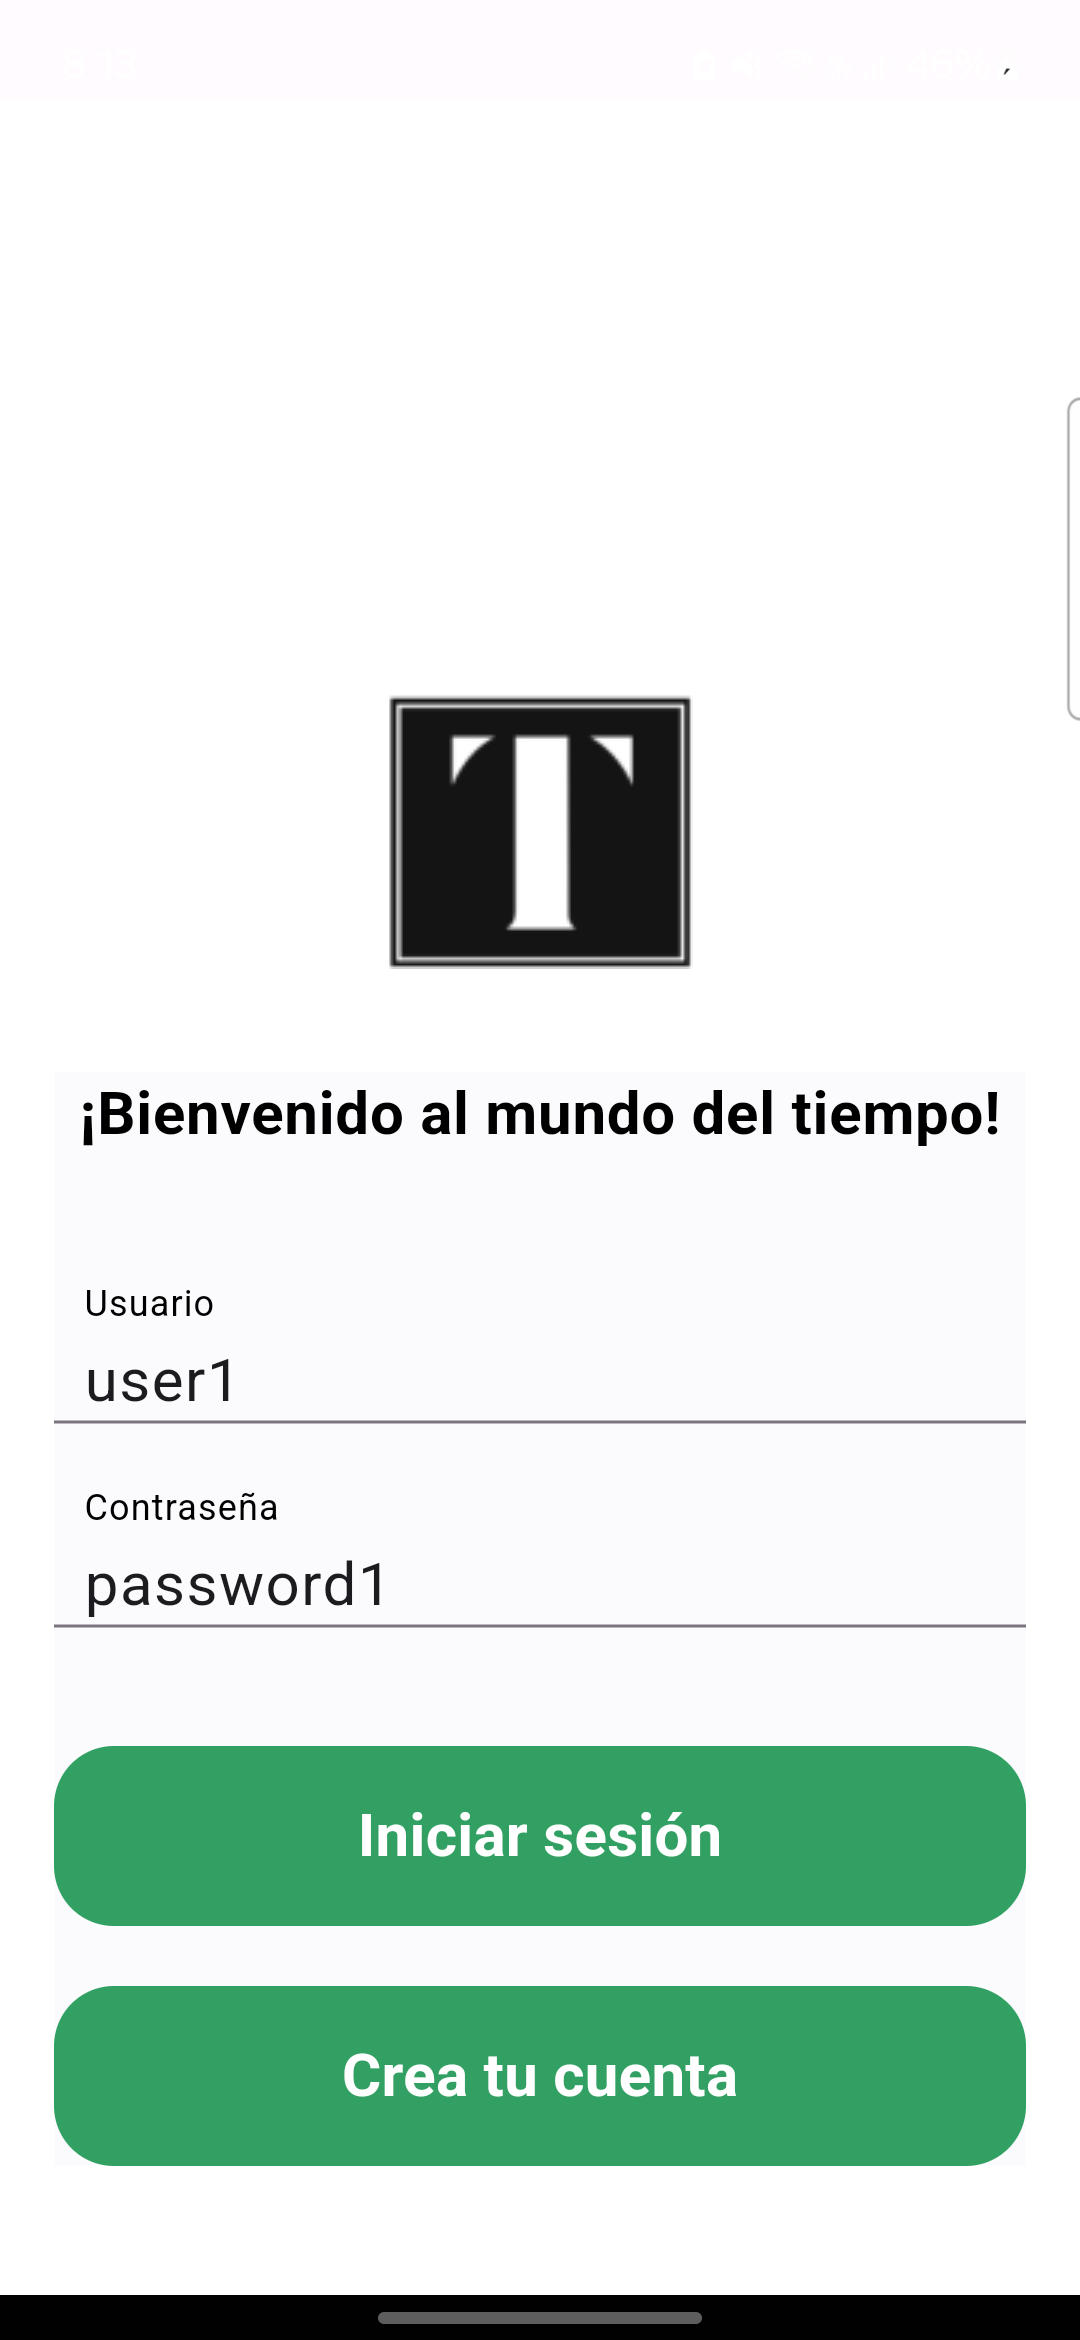 T
¡Bienvenido al mundo del tiempo!
Usuario
user1
Contraseña
password1
Iniciar sesión
Crea tu cuenta